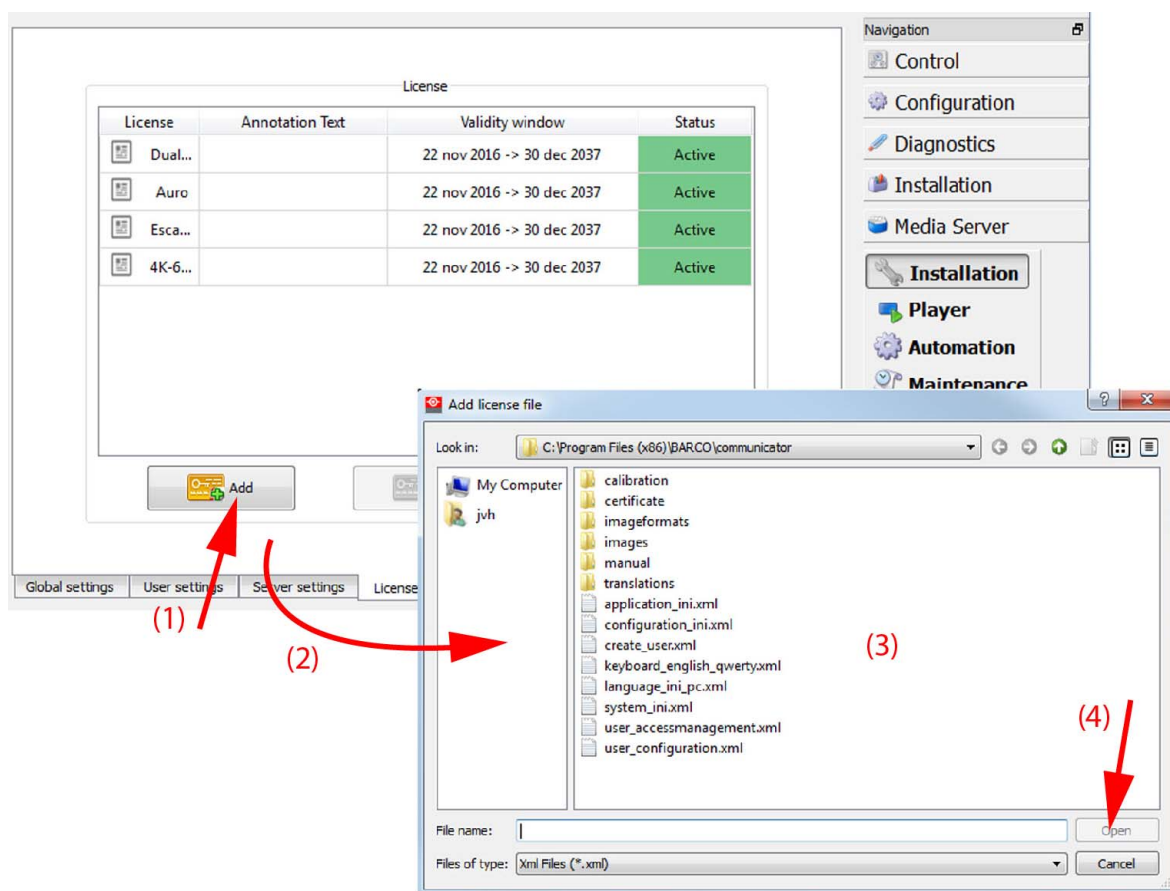 Navigation
Control
Configuration
Diagnostics
Installation
Media Server
Installation
Player
Automation
Maintenance
License
License Annotation Text Validity window Status
Dual... 22 nov 2016 -> 30 dec 2037 Active
Auro 22 nov 2016 -> 30 dec 2037 Active
Esca... 22 nov 2016 -> 30 dec 2037 Active
4K-6... 22 nov 2016 -> 30 dec 2037 Active
Add
Global settings User settings Server settings License
(1)
(2)
Add license file
Look in: C:\Program Files (x86)\BARCO\communicator
My Computer
jvh
calibration
certificate
imageformats
images
manual
translations
application_ini.xml
configuration_ini.xml
create_user.xml
keyboard_english_qwerty.xml
language_ini_pc.xml
system_ini.xml
user_accessmanagement.xml
user_configuration.xml
(3)
(4)
File name: Open
Files of type: Xml Files (*.xml) Cancel